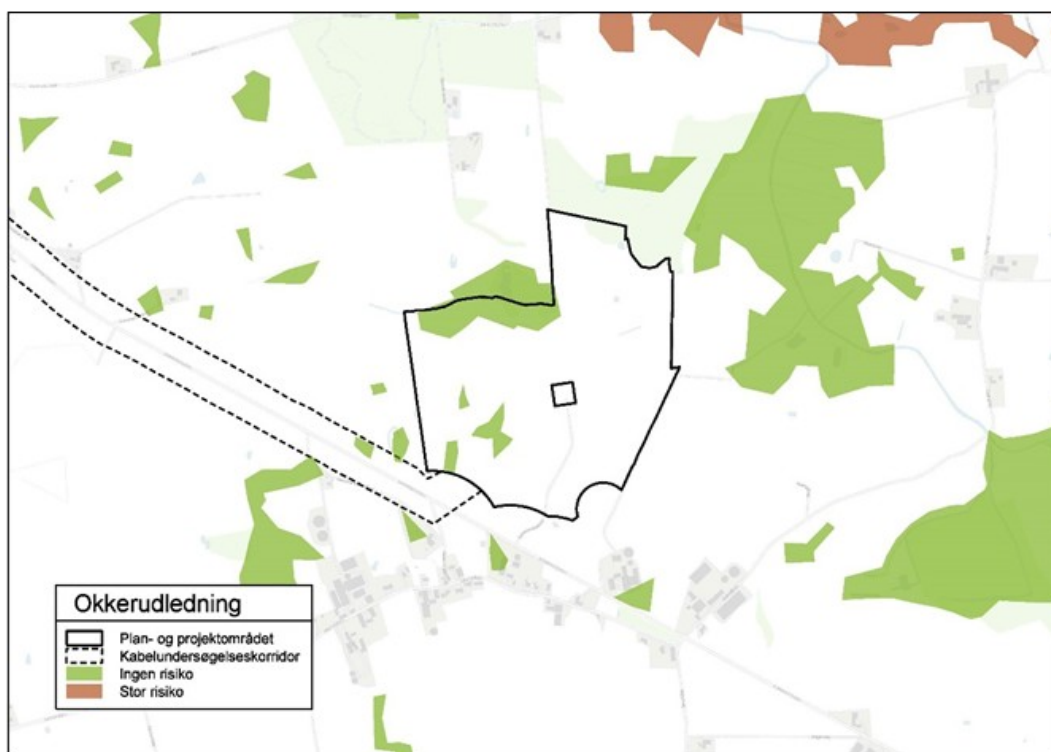 Okkerudledning
Plan- og projektområdet
Kabelundersøgelseskorridor
Ingen risiko
Stor risiko